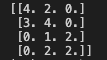 [[4. 2. 0.]
[3. 4. 0.]
[0. 1. 2.]
[0. 2. 2.]]